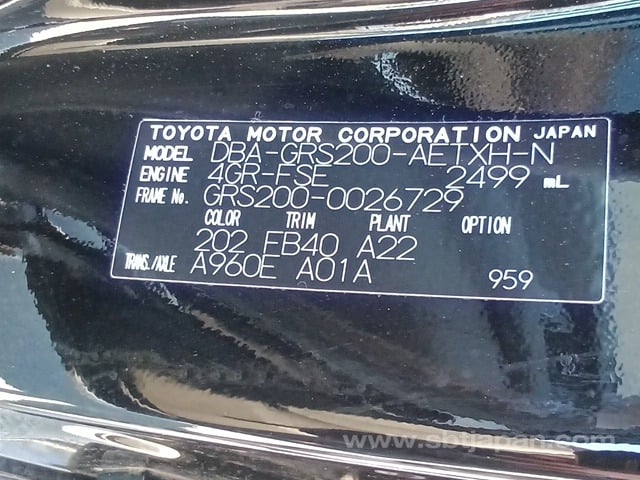 TOYOTA MOTOR CORPORATION JAPAN
MODEL DBA-GRS200-AETXH-N
ENGINE 4GR-FSE 2499 mL
FRAME No. GRS200-0026729
COLOR TRIM PLANT OPTION
202 FB40 A22
TRANS./AXLE A960E A01A 959
www.sbtjapan.com